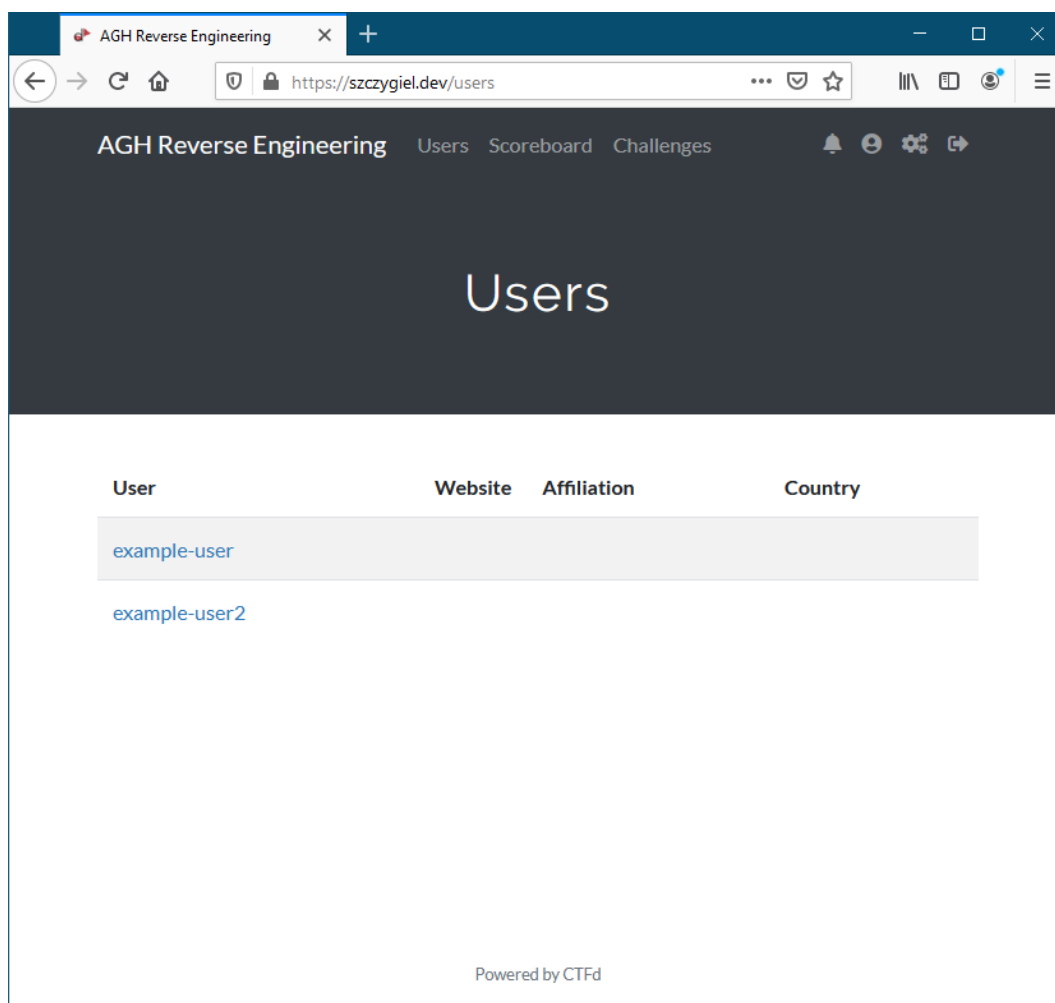 AGH Reverse Engineering
https://szczygiel.dev/users
AGH Reverse Engineering Users Scoreboard Challenges
Users
User Website Affiliation Country
example-user
example-user2
Powered by CTFd